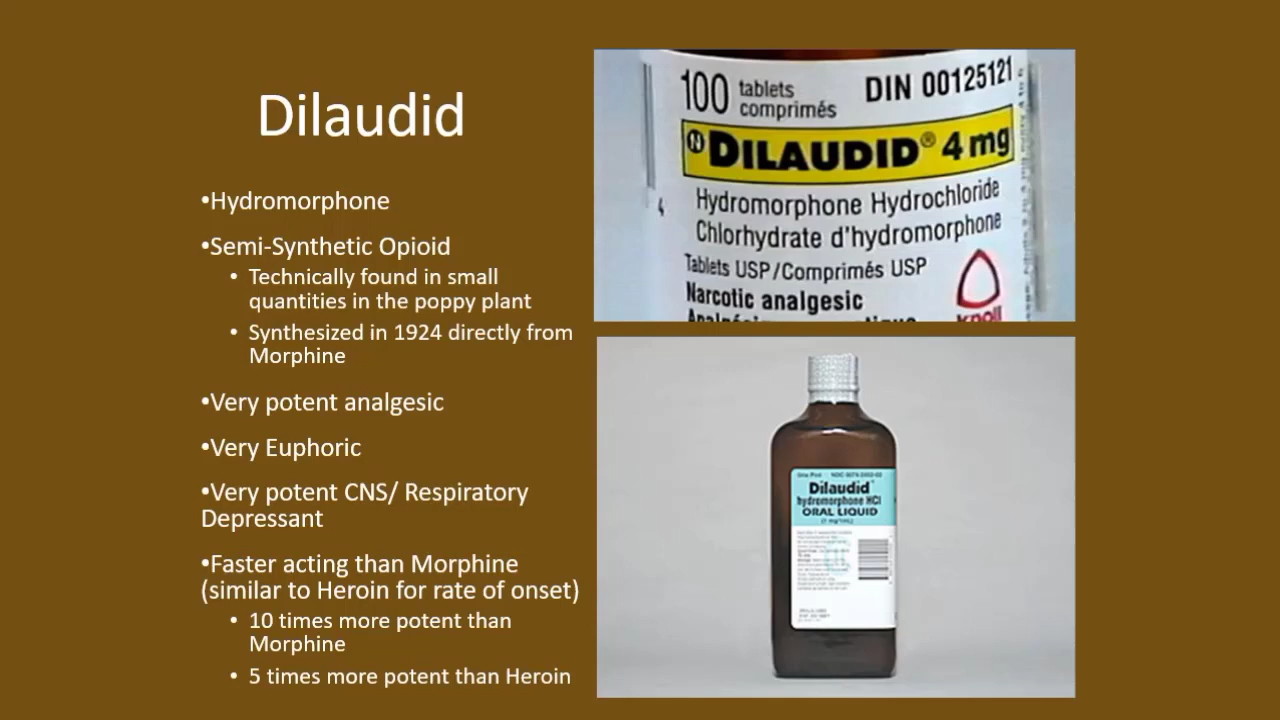 Dilaudid
•Hydromorphone
•Semi-Synthetic Opioid
• Technically found in small
quantities in the poppy plant
• Synthesized in 1924 directly from
Morphine
•Very potent analgesic
•Very Euphoric
•Very potent CNS/ Respiratory
Depressant
•Faster acting than Morphine
(similar to Heroin for rate of onset)
• 10 times more potent than
Morphine
• 5 times more potent than Heroin
100 tablets
comprimés
DIN 00125121
N DILAUDID® 4 mg
Hydromorphone Hydrochloride
Chlorhydrate d'hydromorphone
4
Tablets USP/Comprimés USP
Narcotic analgesic
knoll
Dilaudid
hydromorphone HCl
ORAL LIQUID